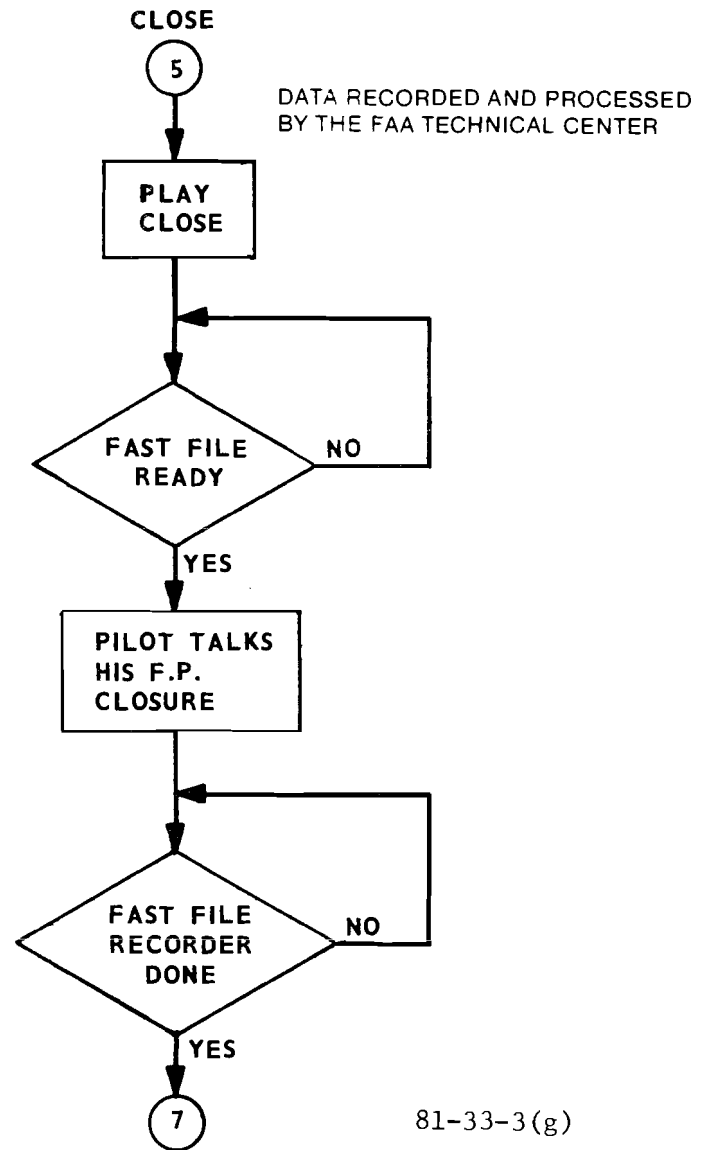 CLOSE
5
DATA RECORDED AND PROCESSED
BY THE FAA TECHNICAL CENTER
PLAY
CLOSE
FAST FILE
READY
NO
YES
PILOT TALKS
HIS F.P.
CLOSURE
FAST FILE
RECORDER
DONE
NO
YES
7
81-33-3(g)